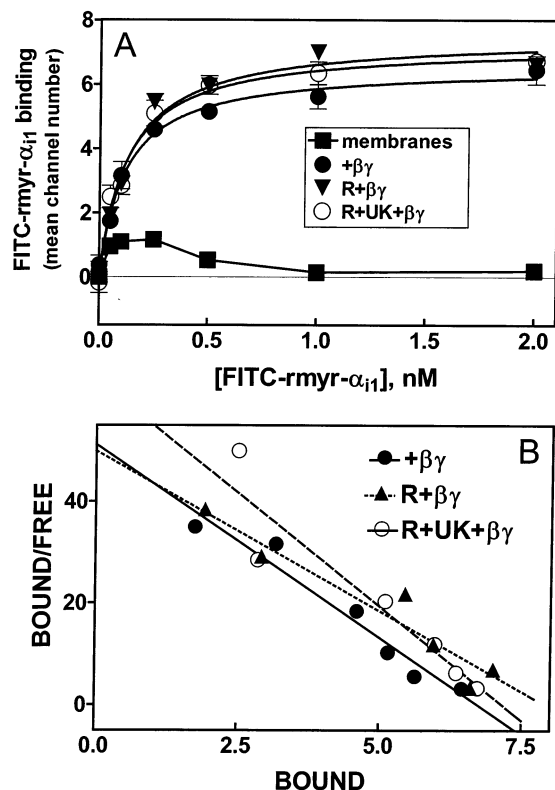 A
FITC-rmyr-αi1 binding
(mean channel number)
8
6
4
2
0
membranes
+βγ
R+βγ
R+UK+βγ
0.0
0.5
1.0
1.5
2.0
[FITC-rmyr-αi1], nM
B
BOUND/FREE
40
20
0
+βγ
R+βγ
R+UK+βγ
0.0
2.5
5.0
7.5
BOUND